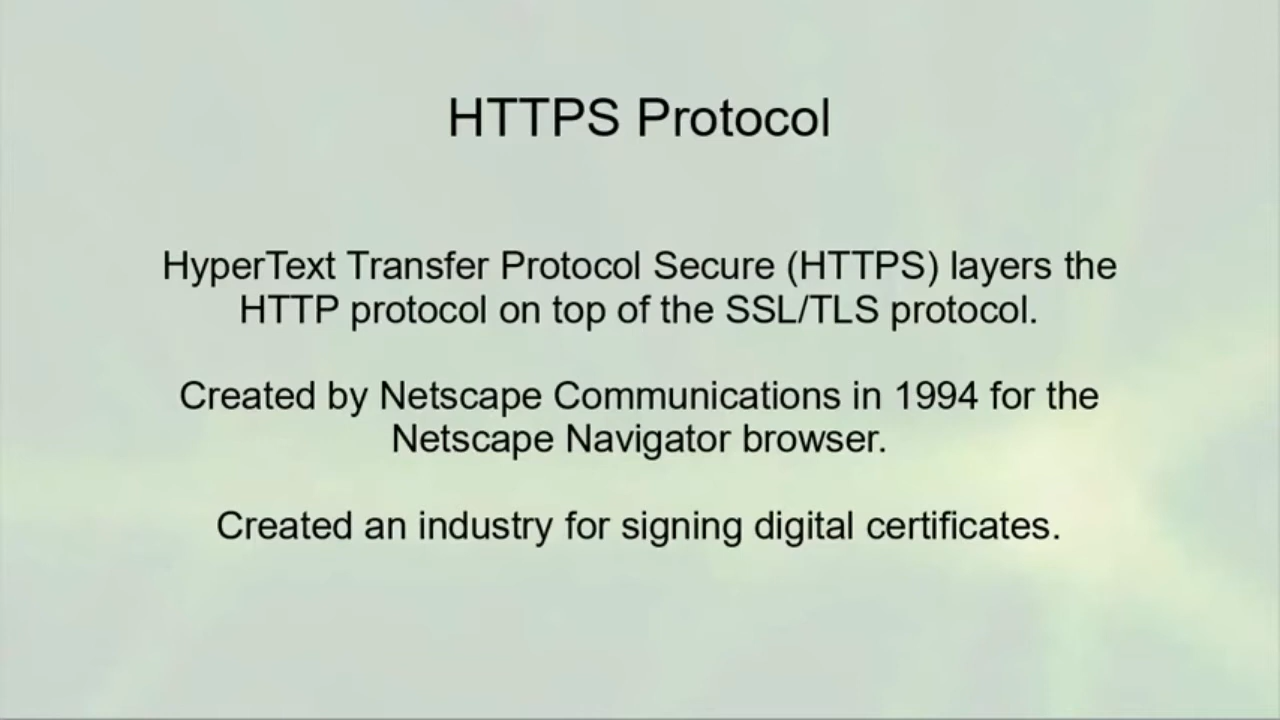 HTTPS Protocol
HyperText Transfer Protocol Secure (HTTPS) layers the
HTTP protocol on top of the SSL/TLS protocol.
Created by Netscape Communications in 1994 for the
Netscape Navigator browser.
Created an industry for signing digital certificates.